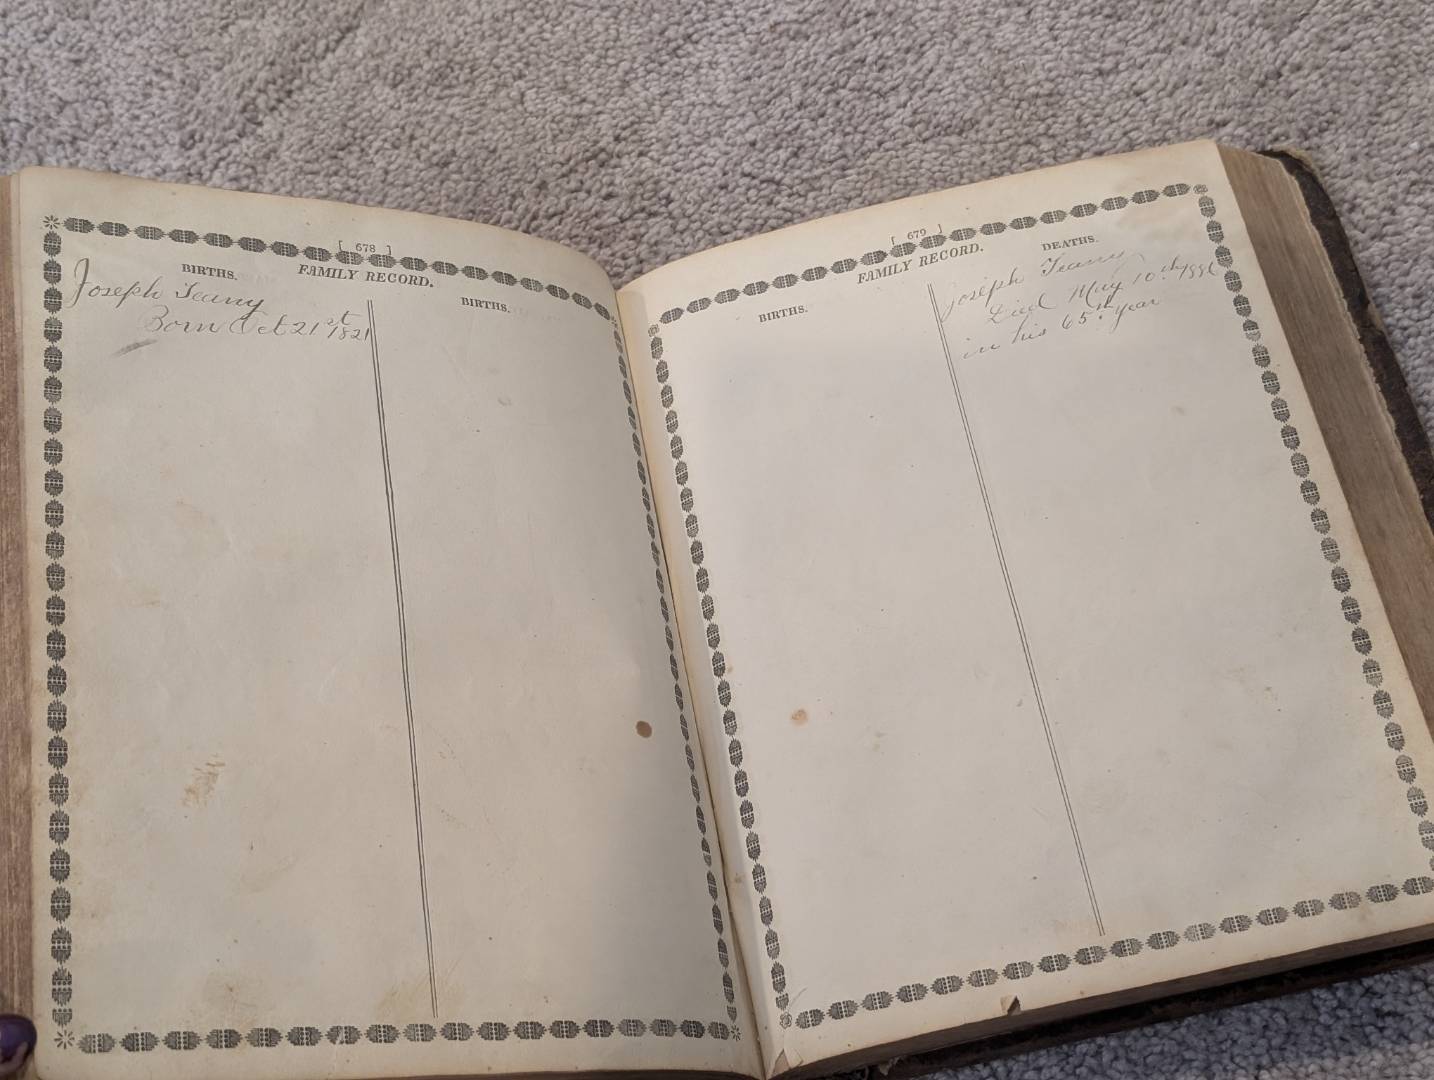 [ 678 ]
FAMILY RECORD.
BIRTHS.
BIRTHS.
Joseph Teany
Born Oct 21st 1821
[ 679 ]
FAMILY RECORD.
BIRTHS.
DEATHS.
Joseph Teany
Died May 10th 1886
in his 65th year